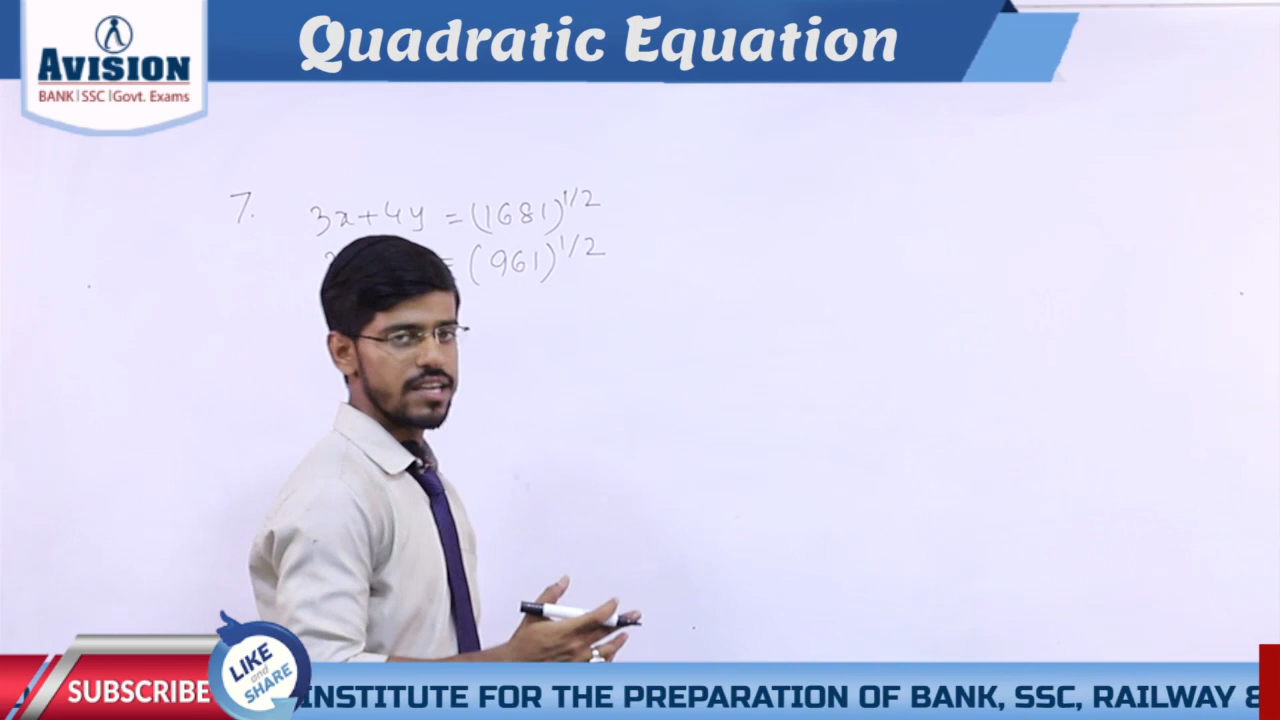 Quadratic Equation
AVISION
BANK | SSC | Govt. Exams
7. 3x+4y = (1681)^1/2
= (961)^1/2
LIKE
and
SHARE
SUBSCRIBE
INSTITUTE FOR THE PREPARATION OF BANK, SSC, RAILWAY &